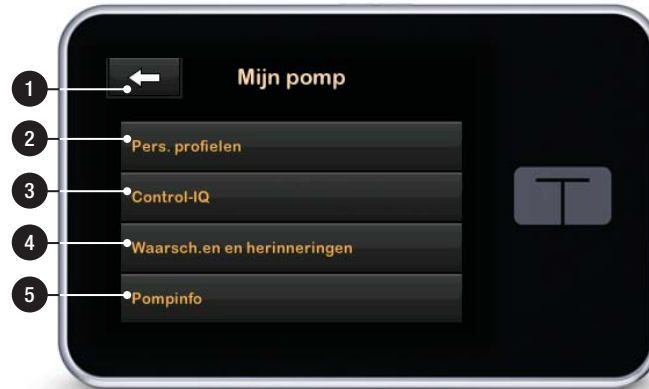 Mijn pomp
1
2
Pers. profielen
3
Control-IQ
4
Waarsch.en en herinneringen
5
Pompinfo